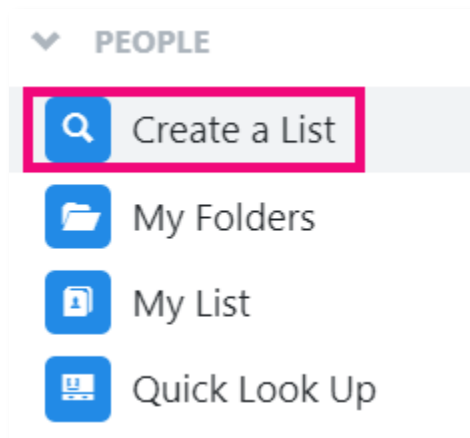 PEOPLE
Create a List
My Folders
My List
Quick Look Up